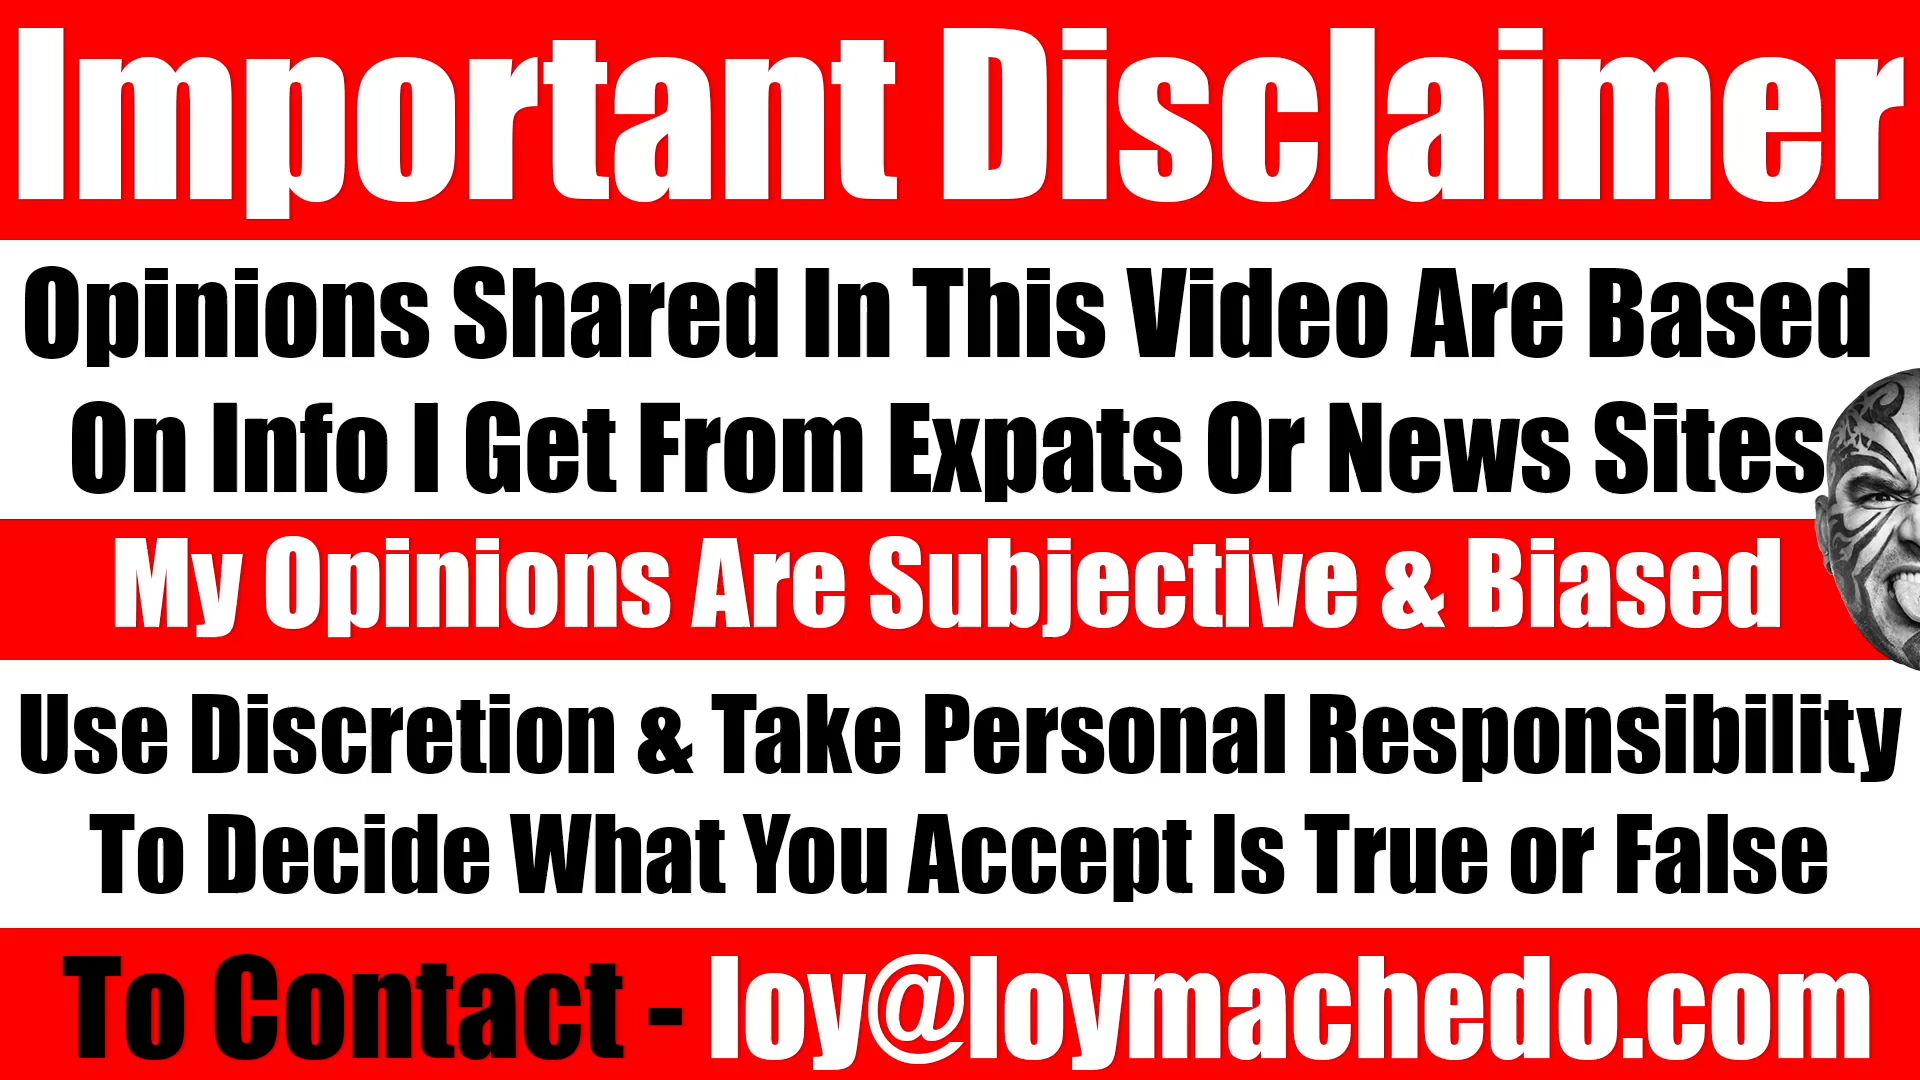 Important Disclaimer
Opinions Shared In This Video Are Based
On Info I Get From Expats Or News Sites
My Opinions Are Subjective & Biased
Use Discretion & Take Personal Responsibility
To Decide What You Accept Is True or False
To Contact - loy@loymachedo.com